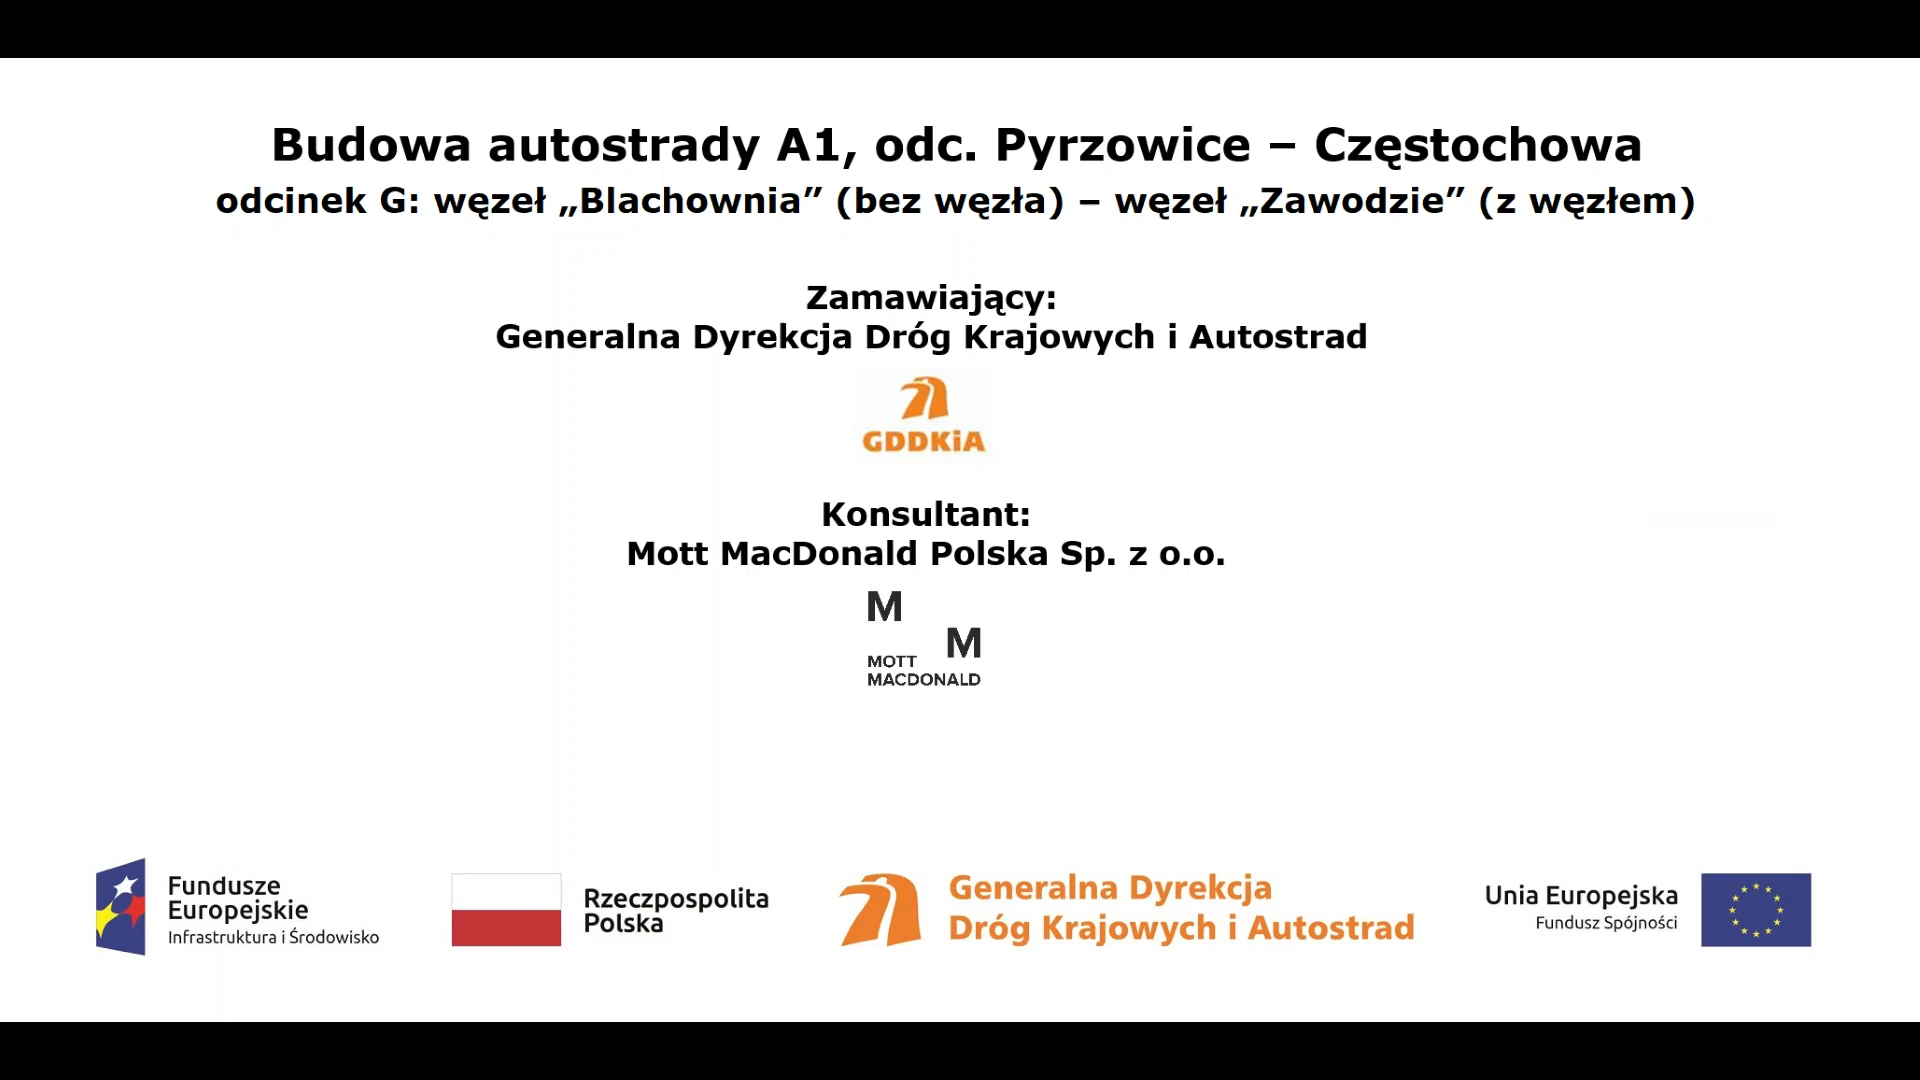 Budowa autostrady A1, odc. Pyrzowice – Częstochowa
odcinek G: węzeł „Blachownia” (bez węzła) – węzeł „Zawodzie” (z węzłem)
Zamawiający:
Generalna Dyrekcja Dróg Krajowych i Autostrad
GDDKiA
Konsultant:
Mott MacDonald Polska Sp. z o.o.
M
M
MOTT
MACDONALD
Fundusze
Europejskie
Infrastruktura i Środowisko
Rzeczpospolita
Polska
Generalna Dyrekcja
Dróg Krajowych i Autostrad
Unia Europejska
Fundusz Spójności